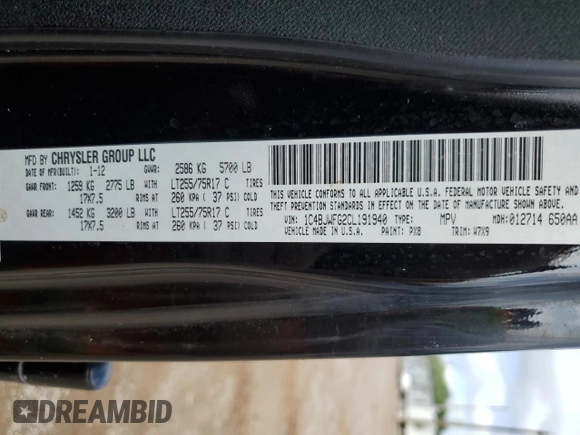 MFD BY CHRYSLER GROUP LLC
DATE OF MFR(BUILT): 1-12 GVWR: 2586 KG 5700 LB
GAWR FRONT: 1259 KG 2775 LB WITH LT255/75R17 C TIRES
17X7.5 RIMS AT 260 KPA ( 37 PSI) COLD
GAWR REAR: 1452 KG 3200 LB WITH LT255/75R17 C TIRES
17X7.5 RIMS AT 260 KPA ( 37 PSI) COLD
THIS VEHICLE CONFORMS TO ALL APPLICABLE U.S.A. FEDERAL MOTOR VEHICLE SAFETY AND
THEFT PREVENTION STANDARDS IN EFFECT ON THE DATE OF MANUFACTURE SHOWN ABOVE.
VIN: 1C4BJWFG2CL191940 TYPE: MPV MDH: 012714 650AA
VEHICLE MADE IN U.S.A. PAINT: PX8 TRIM: W7X9
DREAMBID